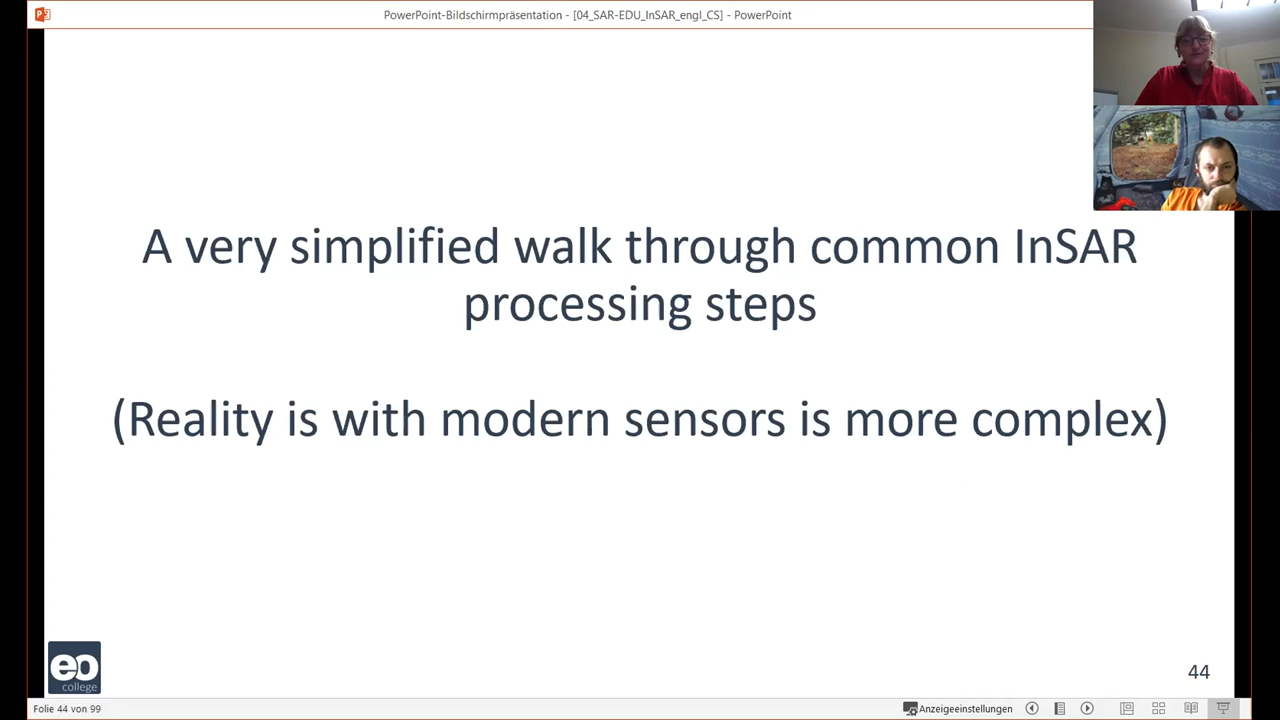 PowerPoint-Bildschirmpräsentation - [04_SAR-EDU_InSAR_engl_CS] - PowerPoint
A very simplified walk through common InSAR
processing steps
(Reality is with modern sensors is more complex)
eo
college
44
Folie 44 von 99
Anzeigeeinstellungen